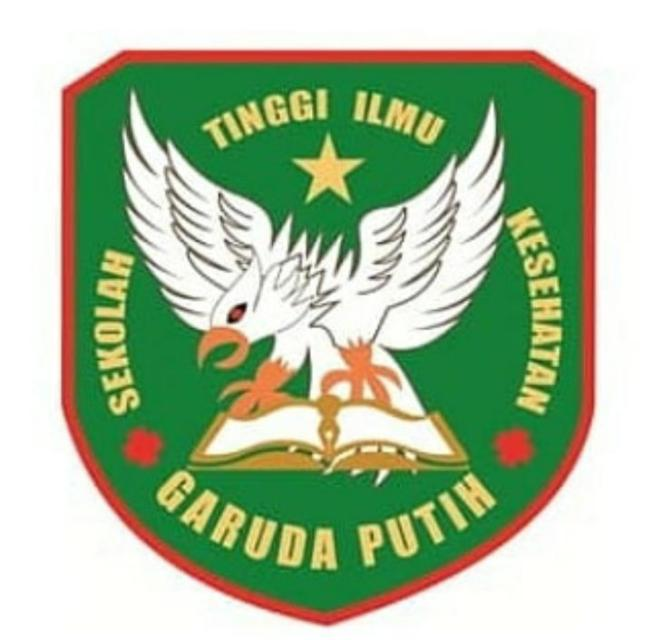 SEKOLAH
TINGGI ILMU
KESEHATAN
GARUDA PUTIH